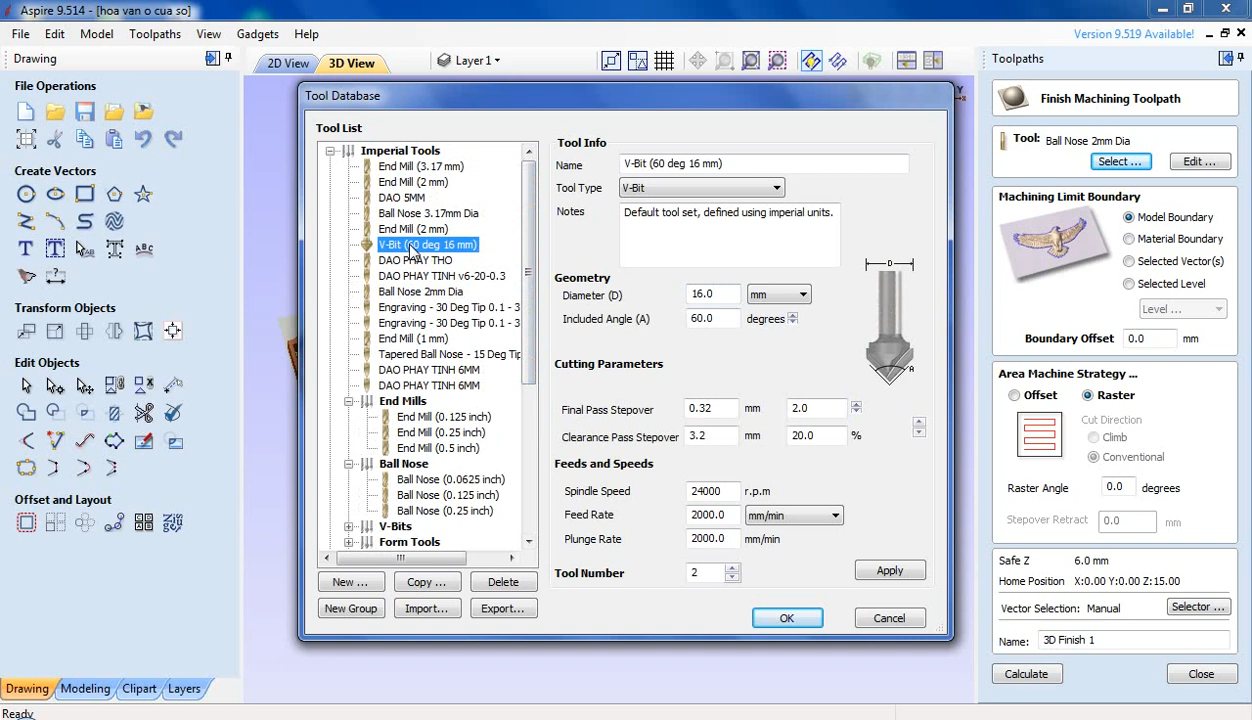 Aspire 9.514 - [hoa van o cua so]
File Edit Model Toolpaths View Gadgets Help
Version 9.519 Available!
Drawing
File Operations
Create Vectors
Transform Objects
Edit Objects
Offset and Layout
Drawing Modeling Clipart Layers
Ready
2D View 3D View Layer 1
Tool Database
Tool List
Imperial Tools
End Mill (3.17 mm)
End Mill (2 mm)
DAO 5MM
Ball Nose 3.17mm Dia
End Mill (2 mm)
V-Bit (60 deg 16 mm)
DAO PHAY THO
DAO PHAY TINH v6-20-0.3
Ball Nose 2mm Dia
Engraving - 30 Deg Tip 0.1 - 3
Engraving - 30 Deg Tip 0.1 - 3
End Mill (1 mm)
Tapered Ball Nose - 15 Deg Tip
DAO PHAY TINH 6MM
DAO PHAY TINH 6MM
End Mills
End Mill (0.125 inch)
End Mill (0.25 inch)
End Mill (0.5 inch)
Ball Nose
Ball Nose (0.0625 inch)
Ball Nose (0.125 inch)
Ball Nose (0.25 inch)
V-Bits
Form Tools
New ... Copy ... Delete
New Group Import... Export...
Tool Info
Name V-Bit (60 deg 16 mm)
Tool Type V-Bit
Notes Default tool set, defined using imperial units.
Geometry
Diameter (D) 16.0 mm
Included Angle (A) 60.0 degrees
D
A
Cutting Parameters
Final Pass Stepover 0.32 mm 2.0
Clearance Pass Stepover 3.2 mm 20.0 %
Feeds and Speeds
Spindle Speed 24000 r.p.m
Feed Rate 2000.0 mm/min
Plunge Rate 2000.0 mm/min
Tool Number 2 Apply
OK Cancel
Y
Toolpaths
Finish Machining Toolpath
Tool: Ball Nose 2mm Dia
Select ... Edit ...
Machining Limit Boundary
Model Boundary
Material Boundary
Selected Vector(s)
Selected Level
Level ...
Boundary Offset 0.0 mm
Area Machine Strategy ...
Offset Raster
Cut Direction
Climb
Conventional
Raster Angle 0.0 degrees
Stepover Retract 0.0 mm
Safe Z 6.0 mm
Home Position X:0.00 Y:0.00 Z:15.00
Vector Selection: Manual Selector ...
Name: 3D Finish 1
Calculate Close